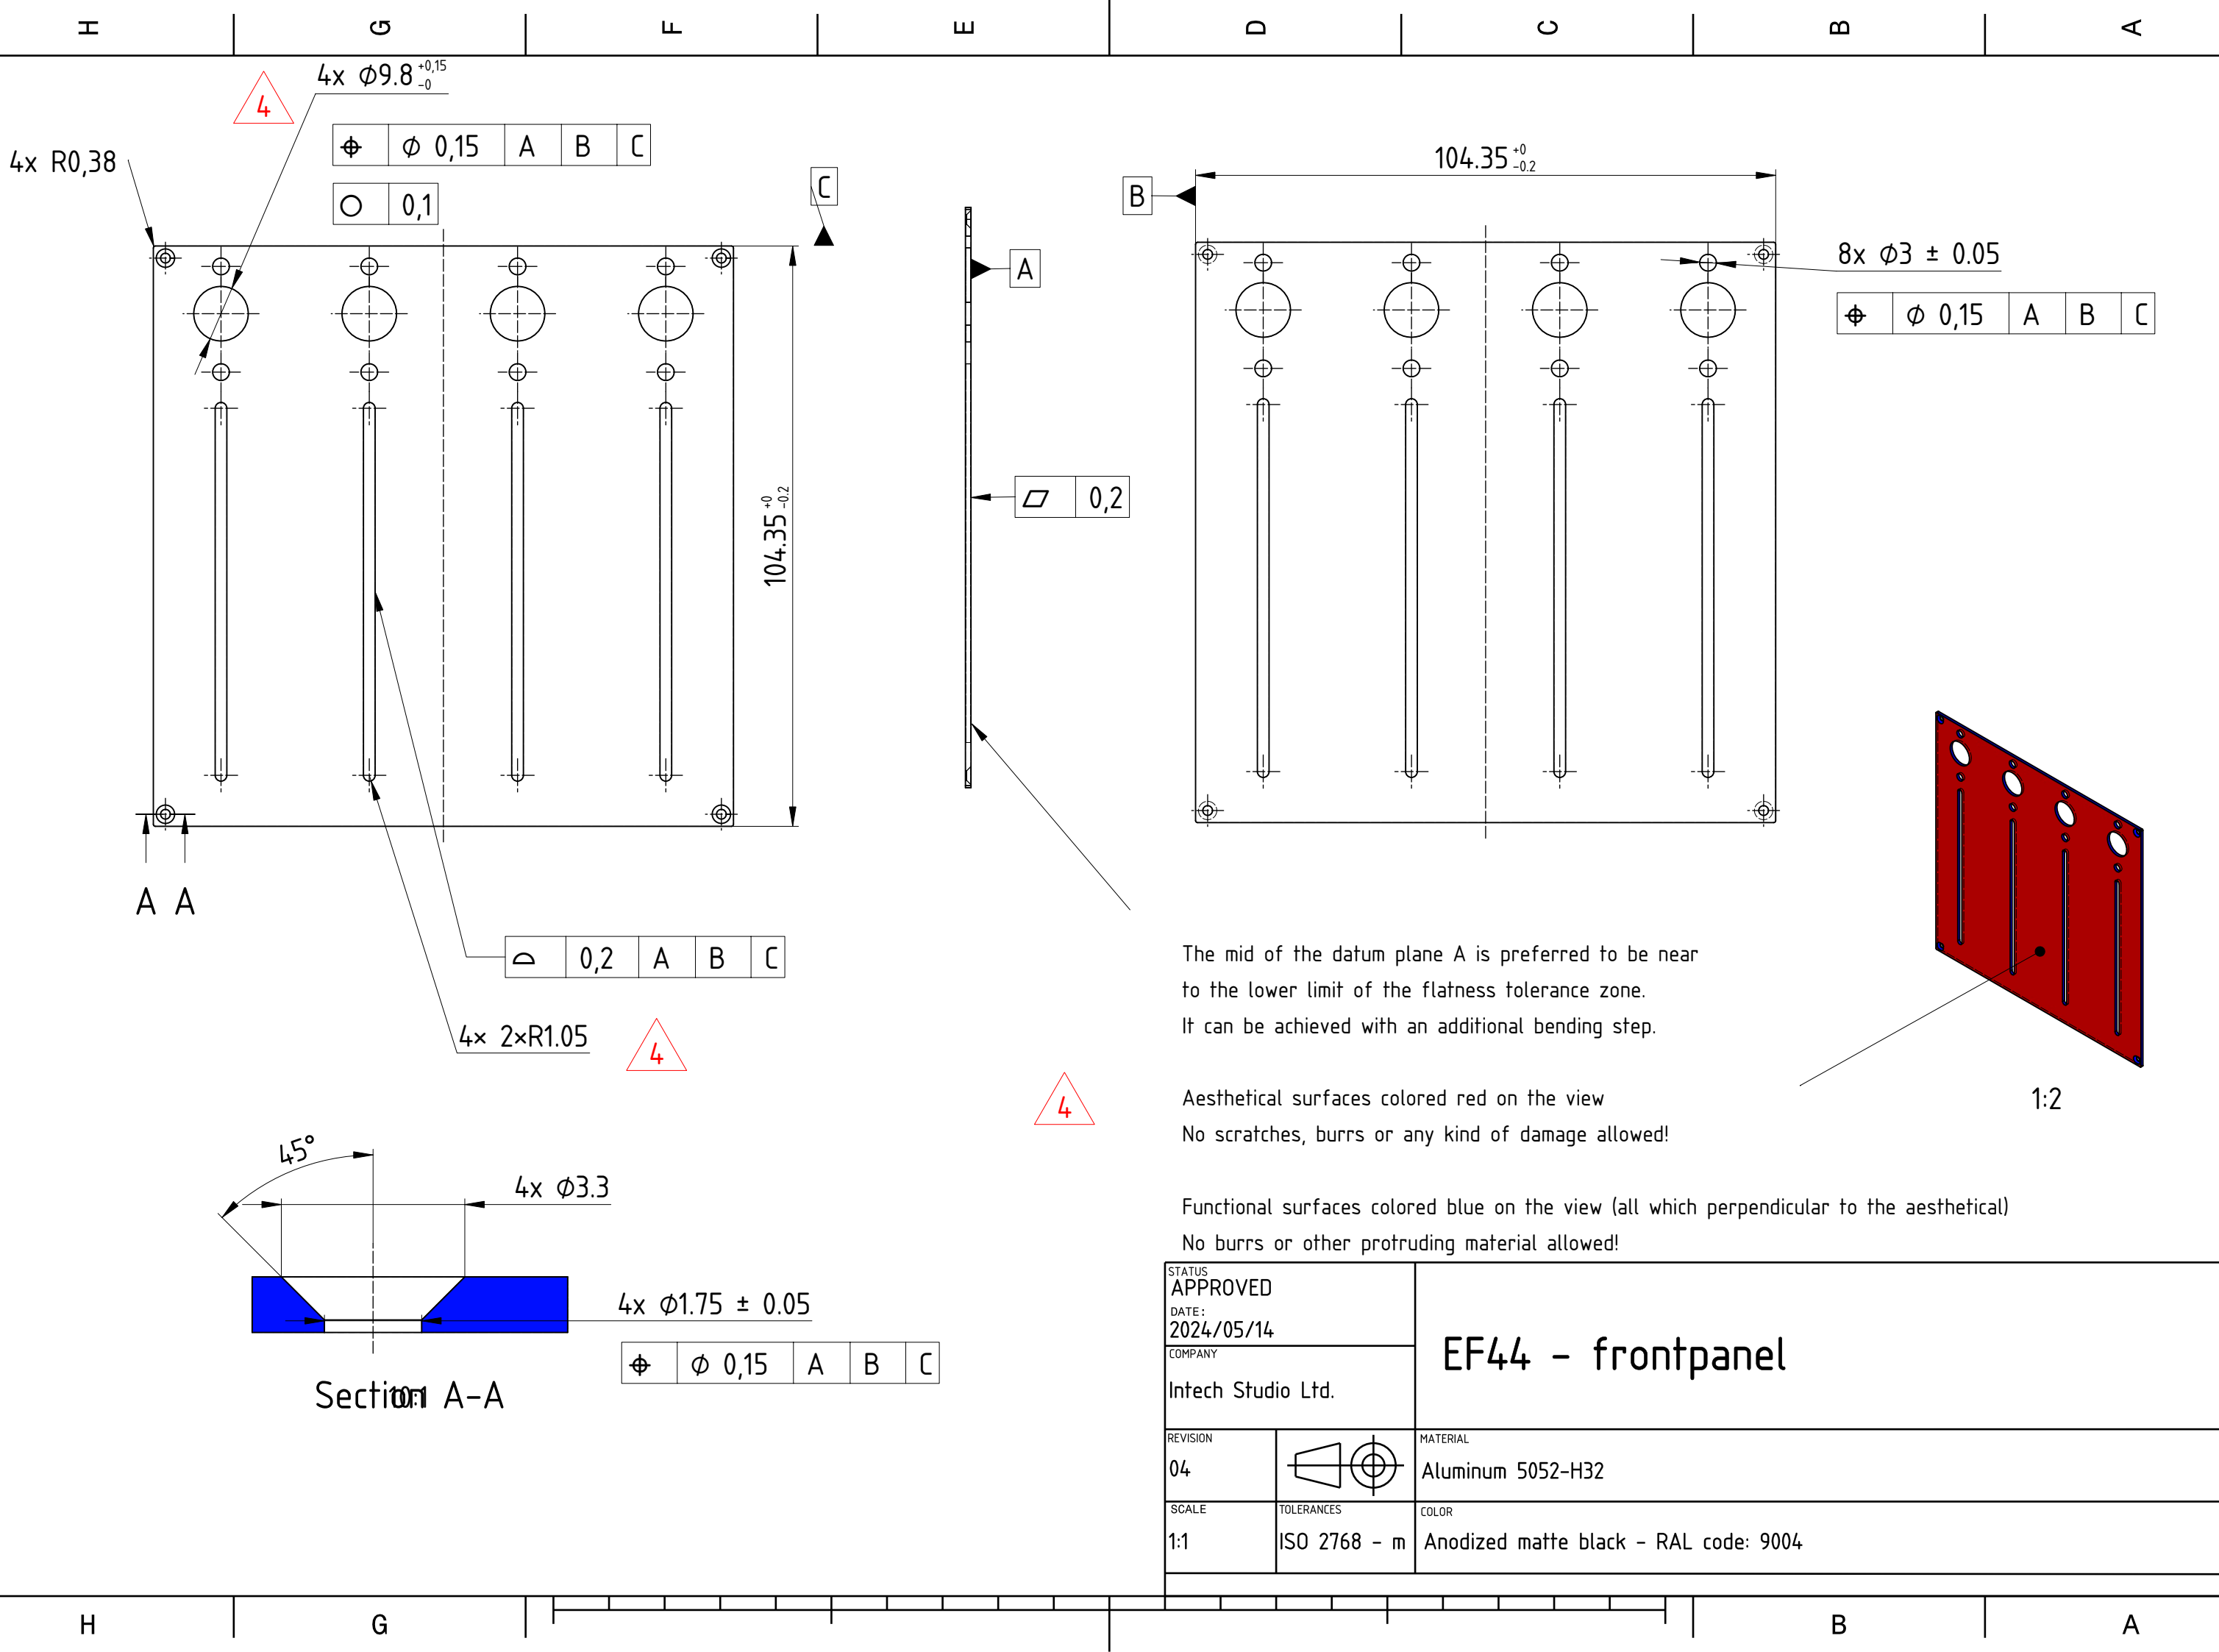 H G F E D C B A
4
4x Ø9.8 +0,15 -0
⌖ Ø 0,15 A B C
○ 0,1
4x R0,38
C
104.35 +0 -0.2
A
⏥ 0,2
B
104.35 +0 -0.2
8x Ø3 ± 0.05
⌖ Ø 0,15 A B C
A A
⌓ 0,2 A B C
4× 2×R1.05
4
The mid of the datum plane A is preferred to be near
to the lower limit of the flatness tolerance zone.
It can be achieved with an additional bending step.
4
Aesthetical surfaces colored red on the view
No scratches, burrs or any kind of damage allowed!
1:2
Functional surfaces colored blue on the view (all which perpendicular to the aesthetical)
No burrs or other protruding material allowed!
45°
4x Ø3.3
4x Ø1.75 ± 0.05
⌖ Ø 0,15 A B C
Section A-A
10:1
STATUS
APPROVED
DATE:
2024/05/14
COMPANY
Intech Studio Ltd.
EF44 - frontpanel
REVISION
04
MATERIAL
Aluminum 5052-H32
SCALE
1:1
TOLERANCES
ISO 2768 - m
COLOR
Anodized matte black - RAL code: 9004
H G B A